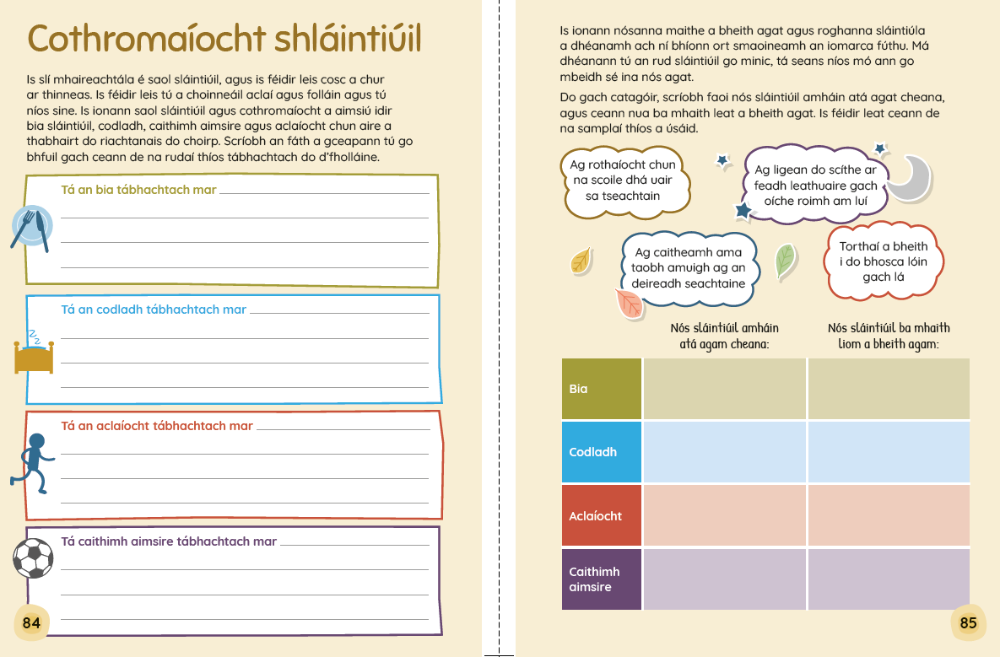 Cothromaíocht shláintiúil
Is slí mhaireachtála é saol sláintiúil, agus is féidir leis cosc a chur
ar thinneas. Is féidir leis tú a choinneáil aclaí agus folláin agus tú
níos sine. Is ionann saol sláintiúil agus cothromaíocht a aimsiú idir
bia sláintiúil, codladh, caithimh aimsire agus aclaíocht chun aire a
thabhairt do riachtanais do choirp. Scríobh an fáth a gceapann tú go
bhfuil gach ceann de na rudaí thíos tábhachtach do d’fholláine.
Tá an bia tábhachtach mar
Tá an codladh tábhachtach mar
Tá an aclaíocht tábhachtach mar
Tá caithimh aimsire tábhachtach mar
84
Is ionann nósanna maithe a bheith agat agus roghanna sláintiúla
a dhéanamh ach ní bhíonn ort smaoineamh an iomarca fúthu. Má
dhéanann tú an rud sláintiúil go minic, tá seans níos mó ann go
mbeidh sé ina nós agat.
Do gach catagóir, scríobh faoi nós sláintiúil amháin atá agat cheana,
agus ceann nua ba mhaith leat a bheith agat. Is féidir leat ceann de
na samplaí thíos a úsáid.
Ag rothaíocht chun
na scoile dhá uair
sa tseachtain
Ag ligean do scíthe ar
feadh leathuaire gach
oíche roimh am luí
Ag caitheamh ama
taobh amuigh ag an
deireadh seachtaine
Torthaí a bheith
i do bhosca lóin
gach lá
Nós sláintiúil amháin
atá agam cheana:
Nós sláintiúil ba mhaith
liom a bheith agam:
Bia
Codladh
Aclaíocht
Caithimh
aimsire
85